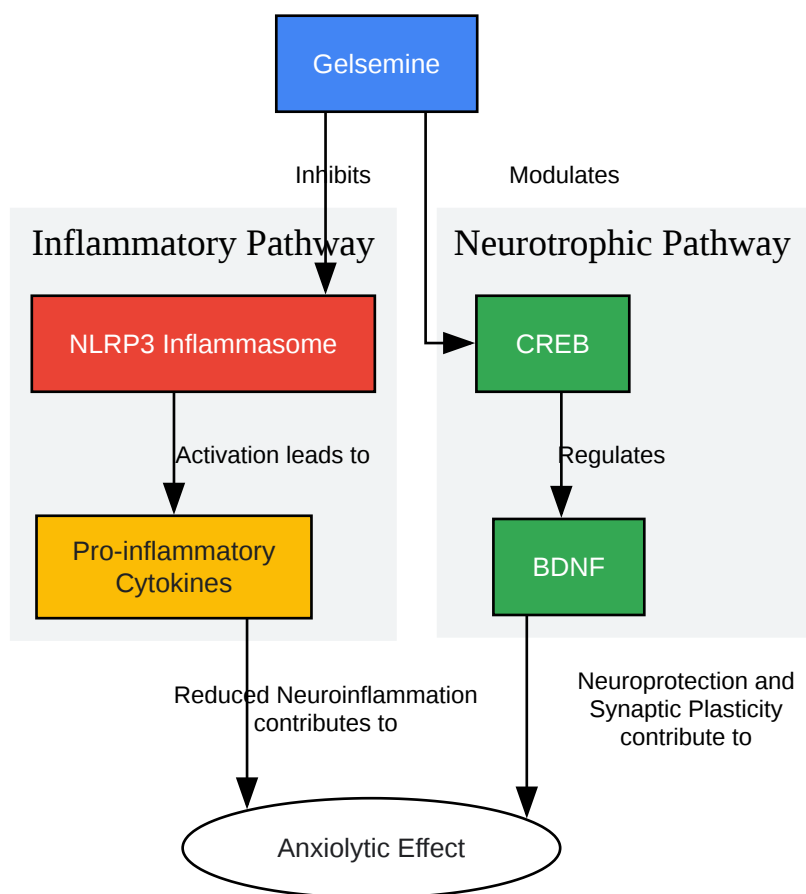 Gelsemine
Inhibits
Modulates
Inflammatory Pathway
Neurotrophic Pathway
NLRP3 Inflammasome
CREB
Activation leads to
Regulates
Pro-inflammatory
Cytokines
BDNF
Reduced Neuroinflammation
contributes to
Neuroprotection and
Synaptic Plasticity
contribute to
Anxiolytic Effect